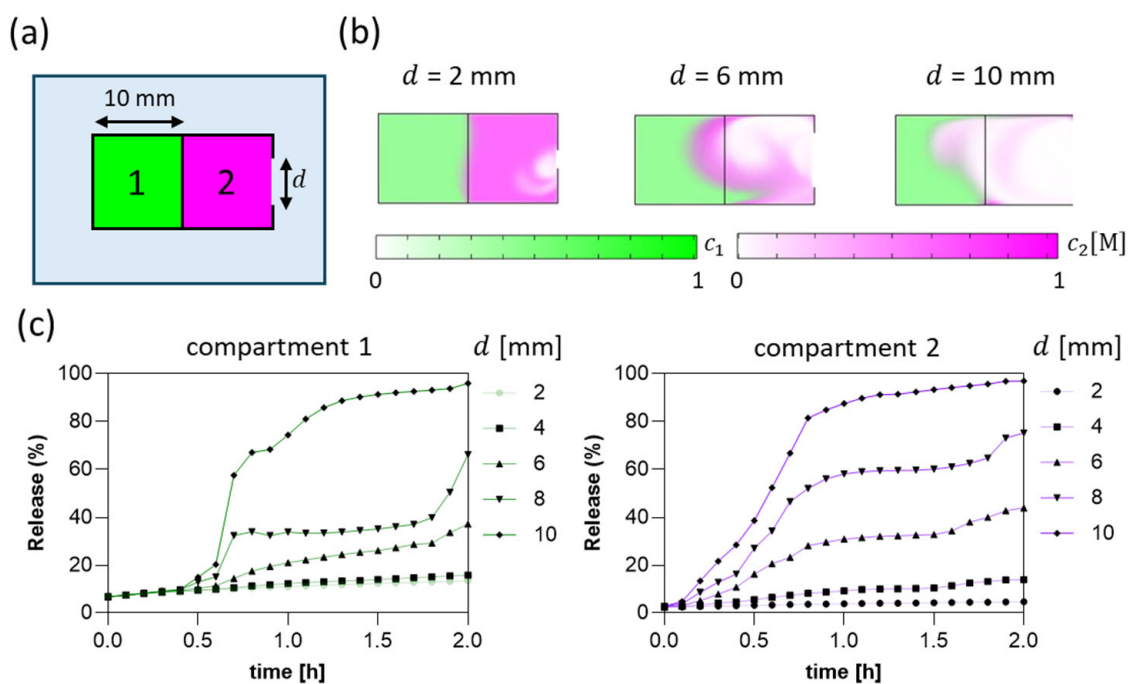 (a)
10 mm
1
2
d
(b)
d = 2 mm
d = 6 mm
d = 10 mm
0
1
c₁
0
1
c₂[M]
(c)
compartment 1
d [mm]
100
80
60
40
20
0
Release (%)
0.0
0.5
1.0
1.5
2.0
time [h]
2
4
6
8
10
compartment 2
d [mm]
100
80
60
40
20
0
Release (%)
0.0
0.5
1.0
1.5
2.0
time [h]
2
4
6
8
10